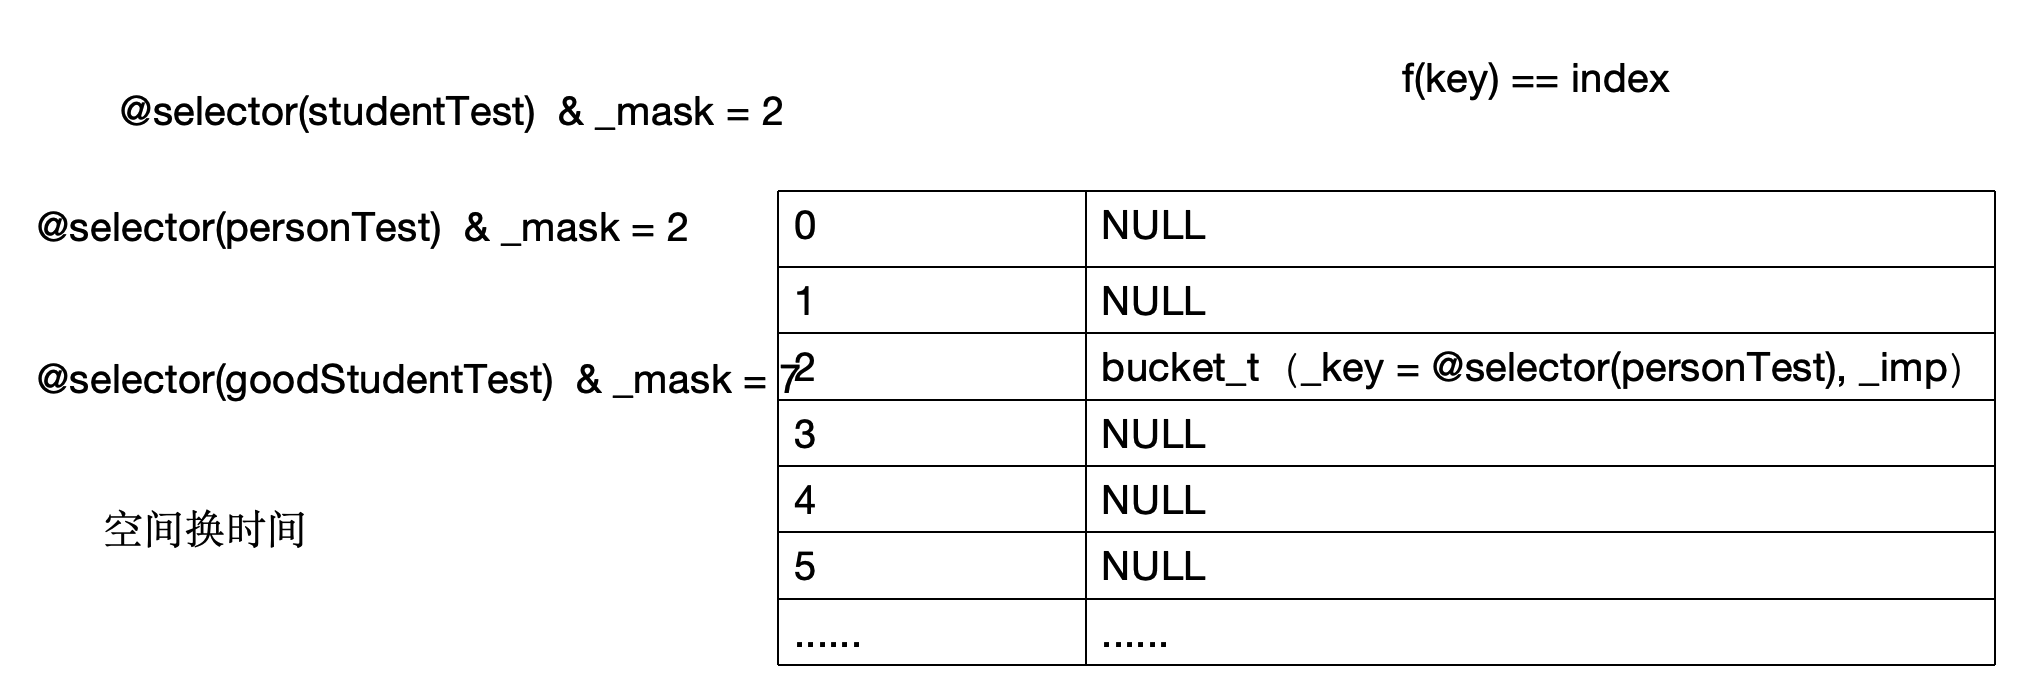 f(key) == index
@selector(studentTest)  & _mask = 2
@selector(personTest)  & _mask = 2
@selector(goodStudentTest)  & _mask = 7
空间换时间
0 NULL
1 NULL
2 bucket_t（_key = @selector(personTest), _imp）
3 NULL
4 NULL
5 NULL
...... ......